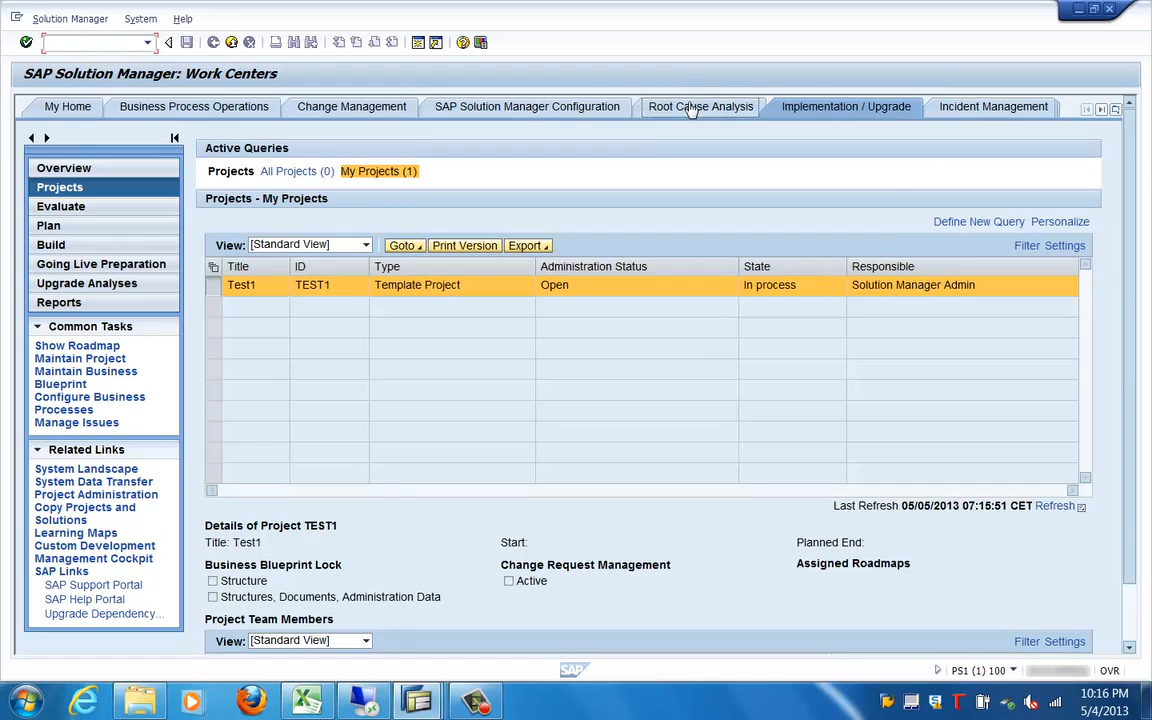 Solution Manager System Help
SAP Solution Manager: Work Centers
My Home Business Process Operations Change Management SAP Solution Manager Configuration Root Cause Analysis Implementation / Upgrade Incident Management
Overview
Projects
Evaluate
Plan
Build
Going Live Preparation
Upgrade Analyses
Reports
Common Tasks
Show Roadmap
Maintain Project
Maintain Business
Blueprint
Configure Business
Processes
Manage Issues
Related Links
System Landscape
System Data Transfer
Project Administration
Copy Projects and
Solutions
Learning Maps
Custom Development
Management Cockpit
SAP Links
SAP Support Portal
SAP Help Portal
Upgrade Dependency...
Active Queries
Projects All Projects (0) My Projects (1)
Projects - My Projects
Define New Query Personalize
View: [Standard View] Goto Print Version Export Filter Settings
Title ID Type Administration Status State Responsible
Test1 TEST1 Template Project Open In process Solution Manager Admin
Last Refresh 05/05/2013 07:15:51 CET Refresh
Details of Project TEST1
Title: Test1 Start: Planned End:
Business Blueprint Lock Change Request Management Assigned Roadmaps
Structure Active
Structures, Documents, Administration Data
Project Team Members
View: [Standard View] Filter Settings
SAP PS1 (1) 100 OVR
10:16 PM
5/4/2013